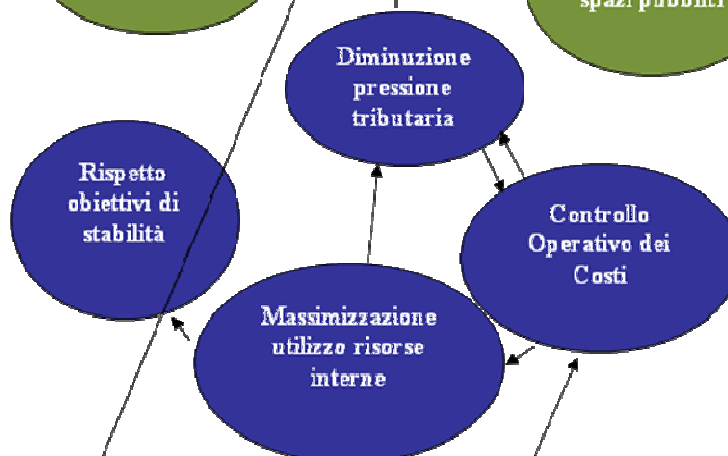 spazi pubblici
Diminuzione
pressione
tributaria
Rispetto
obiettivi di
stabilità
Controllo
Operativo dei
Costi
Massimizzazione
utilizzo risorse
interne